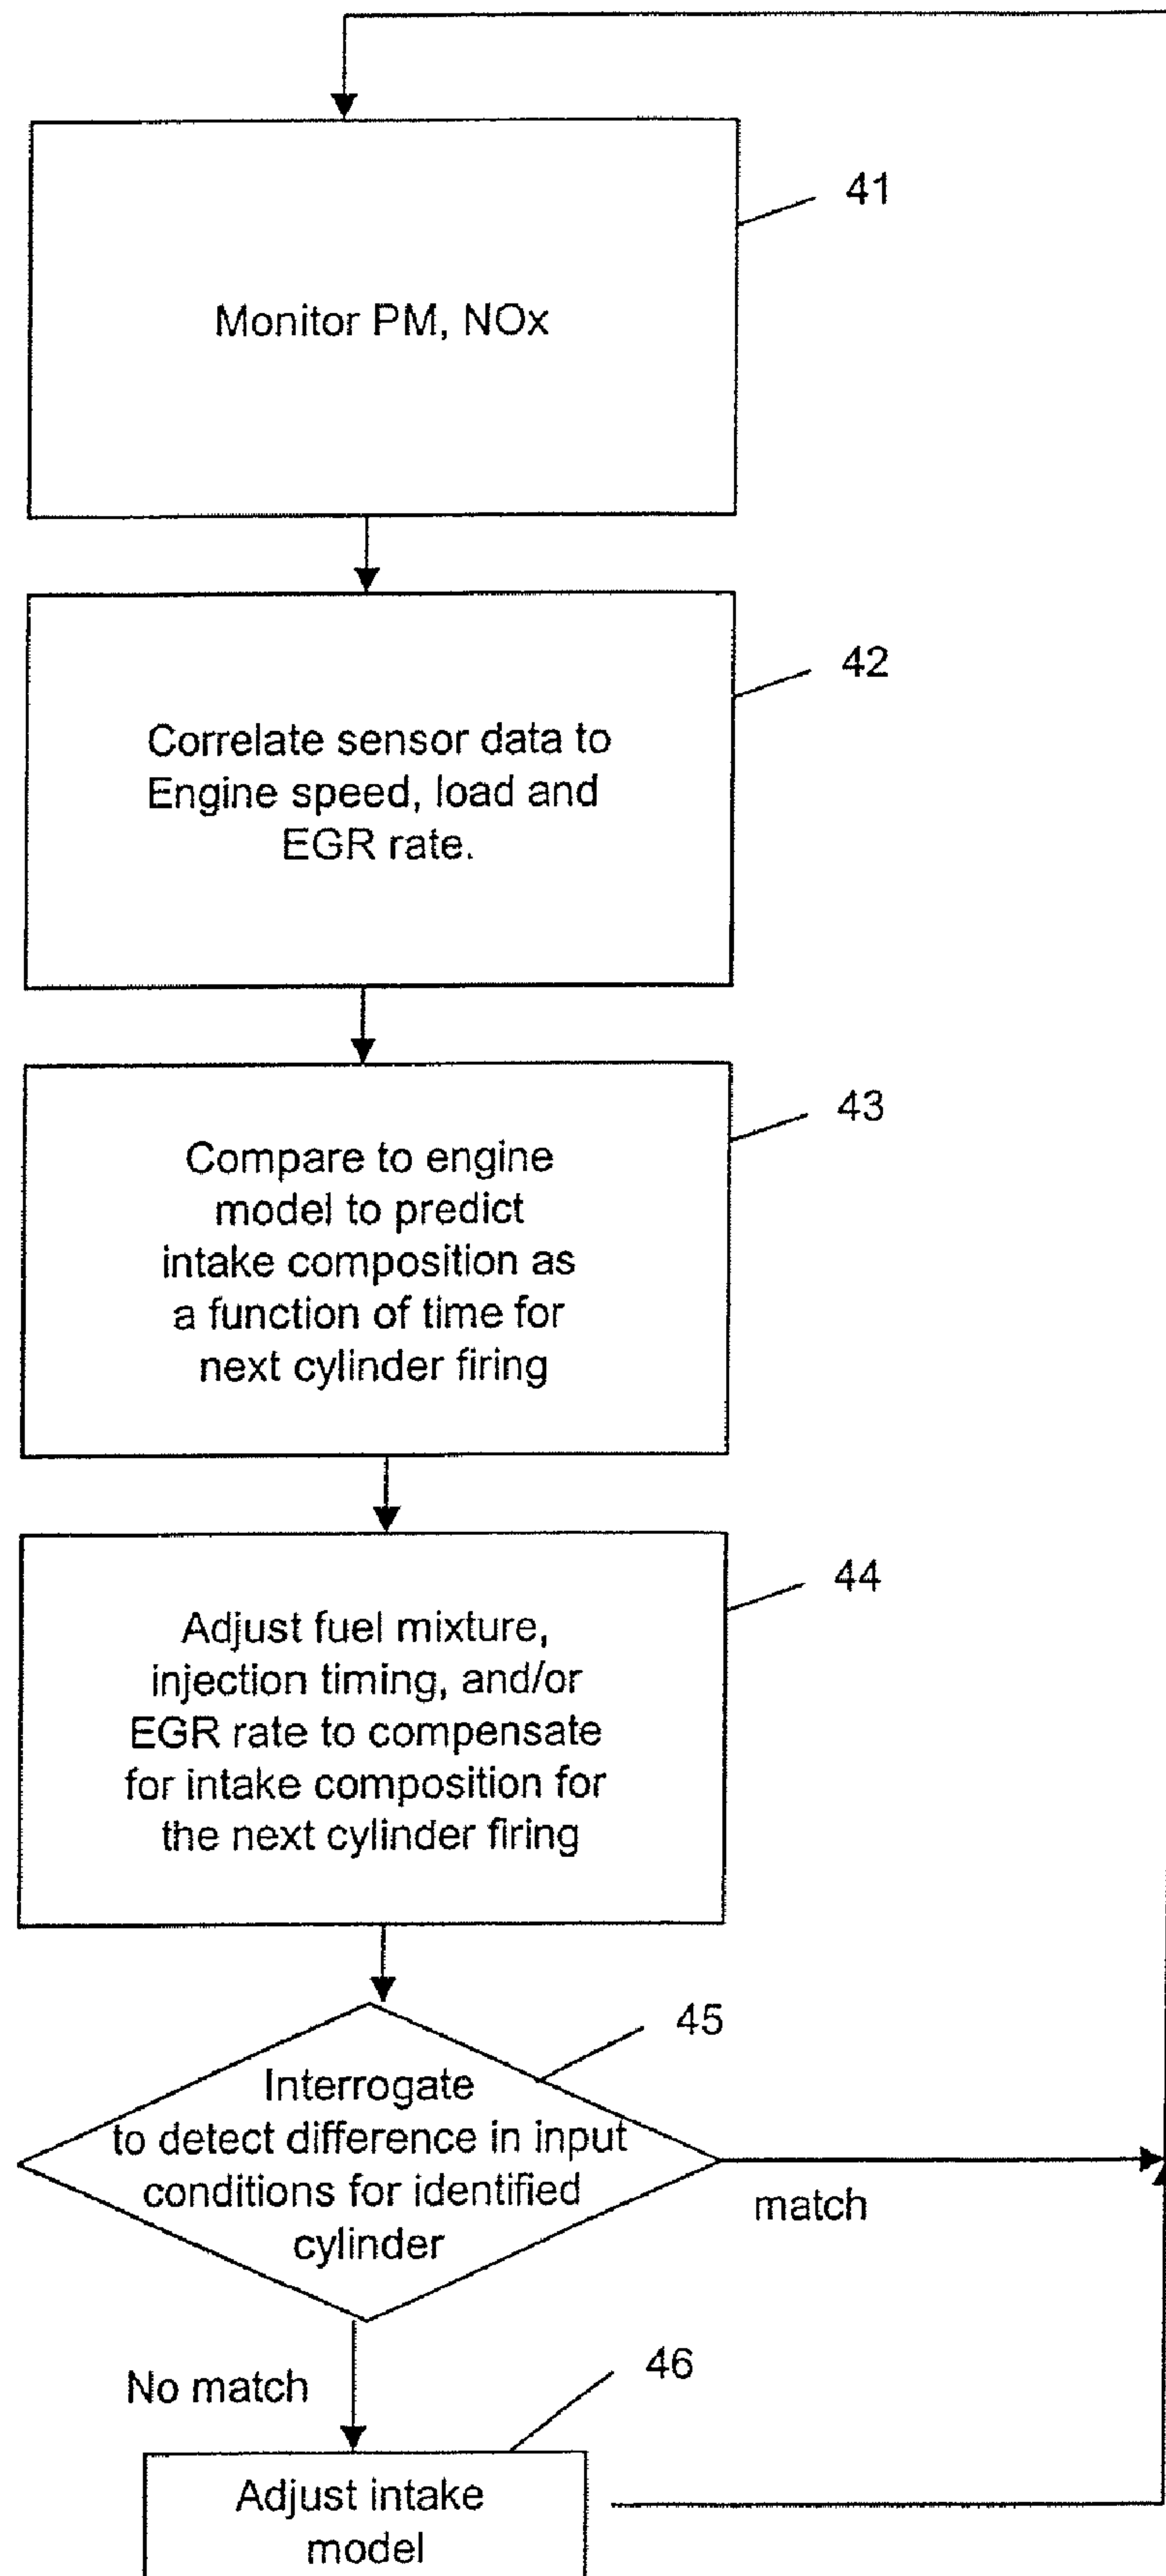 41
Monitor PM, NOx
42
Correlate sensor data to
Engine speed, load and
EGR rate.
43
Compare to engine
model to predict
intake composition as
a function of time for
next cylinder firing
44
Adjust fuel mixture,
injection timing, and/or
EGR rate to compensate
for intake composition for
the next cylinder firing
45
Interrogate
to detect difference in input
conditions for identified
cylinder
match
No match
46
Adjust intake
model